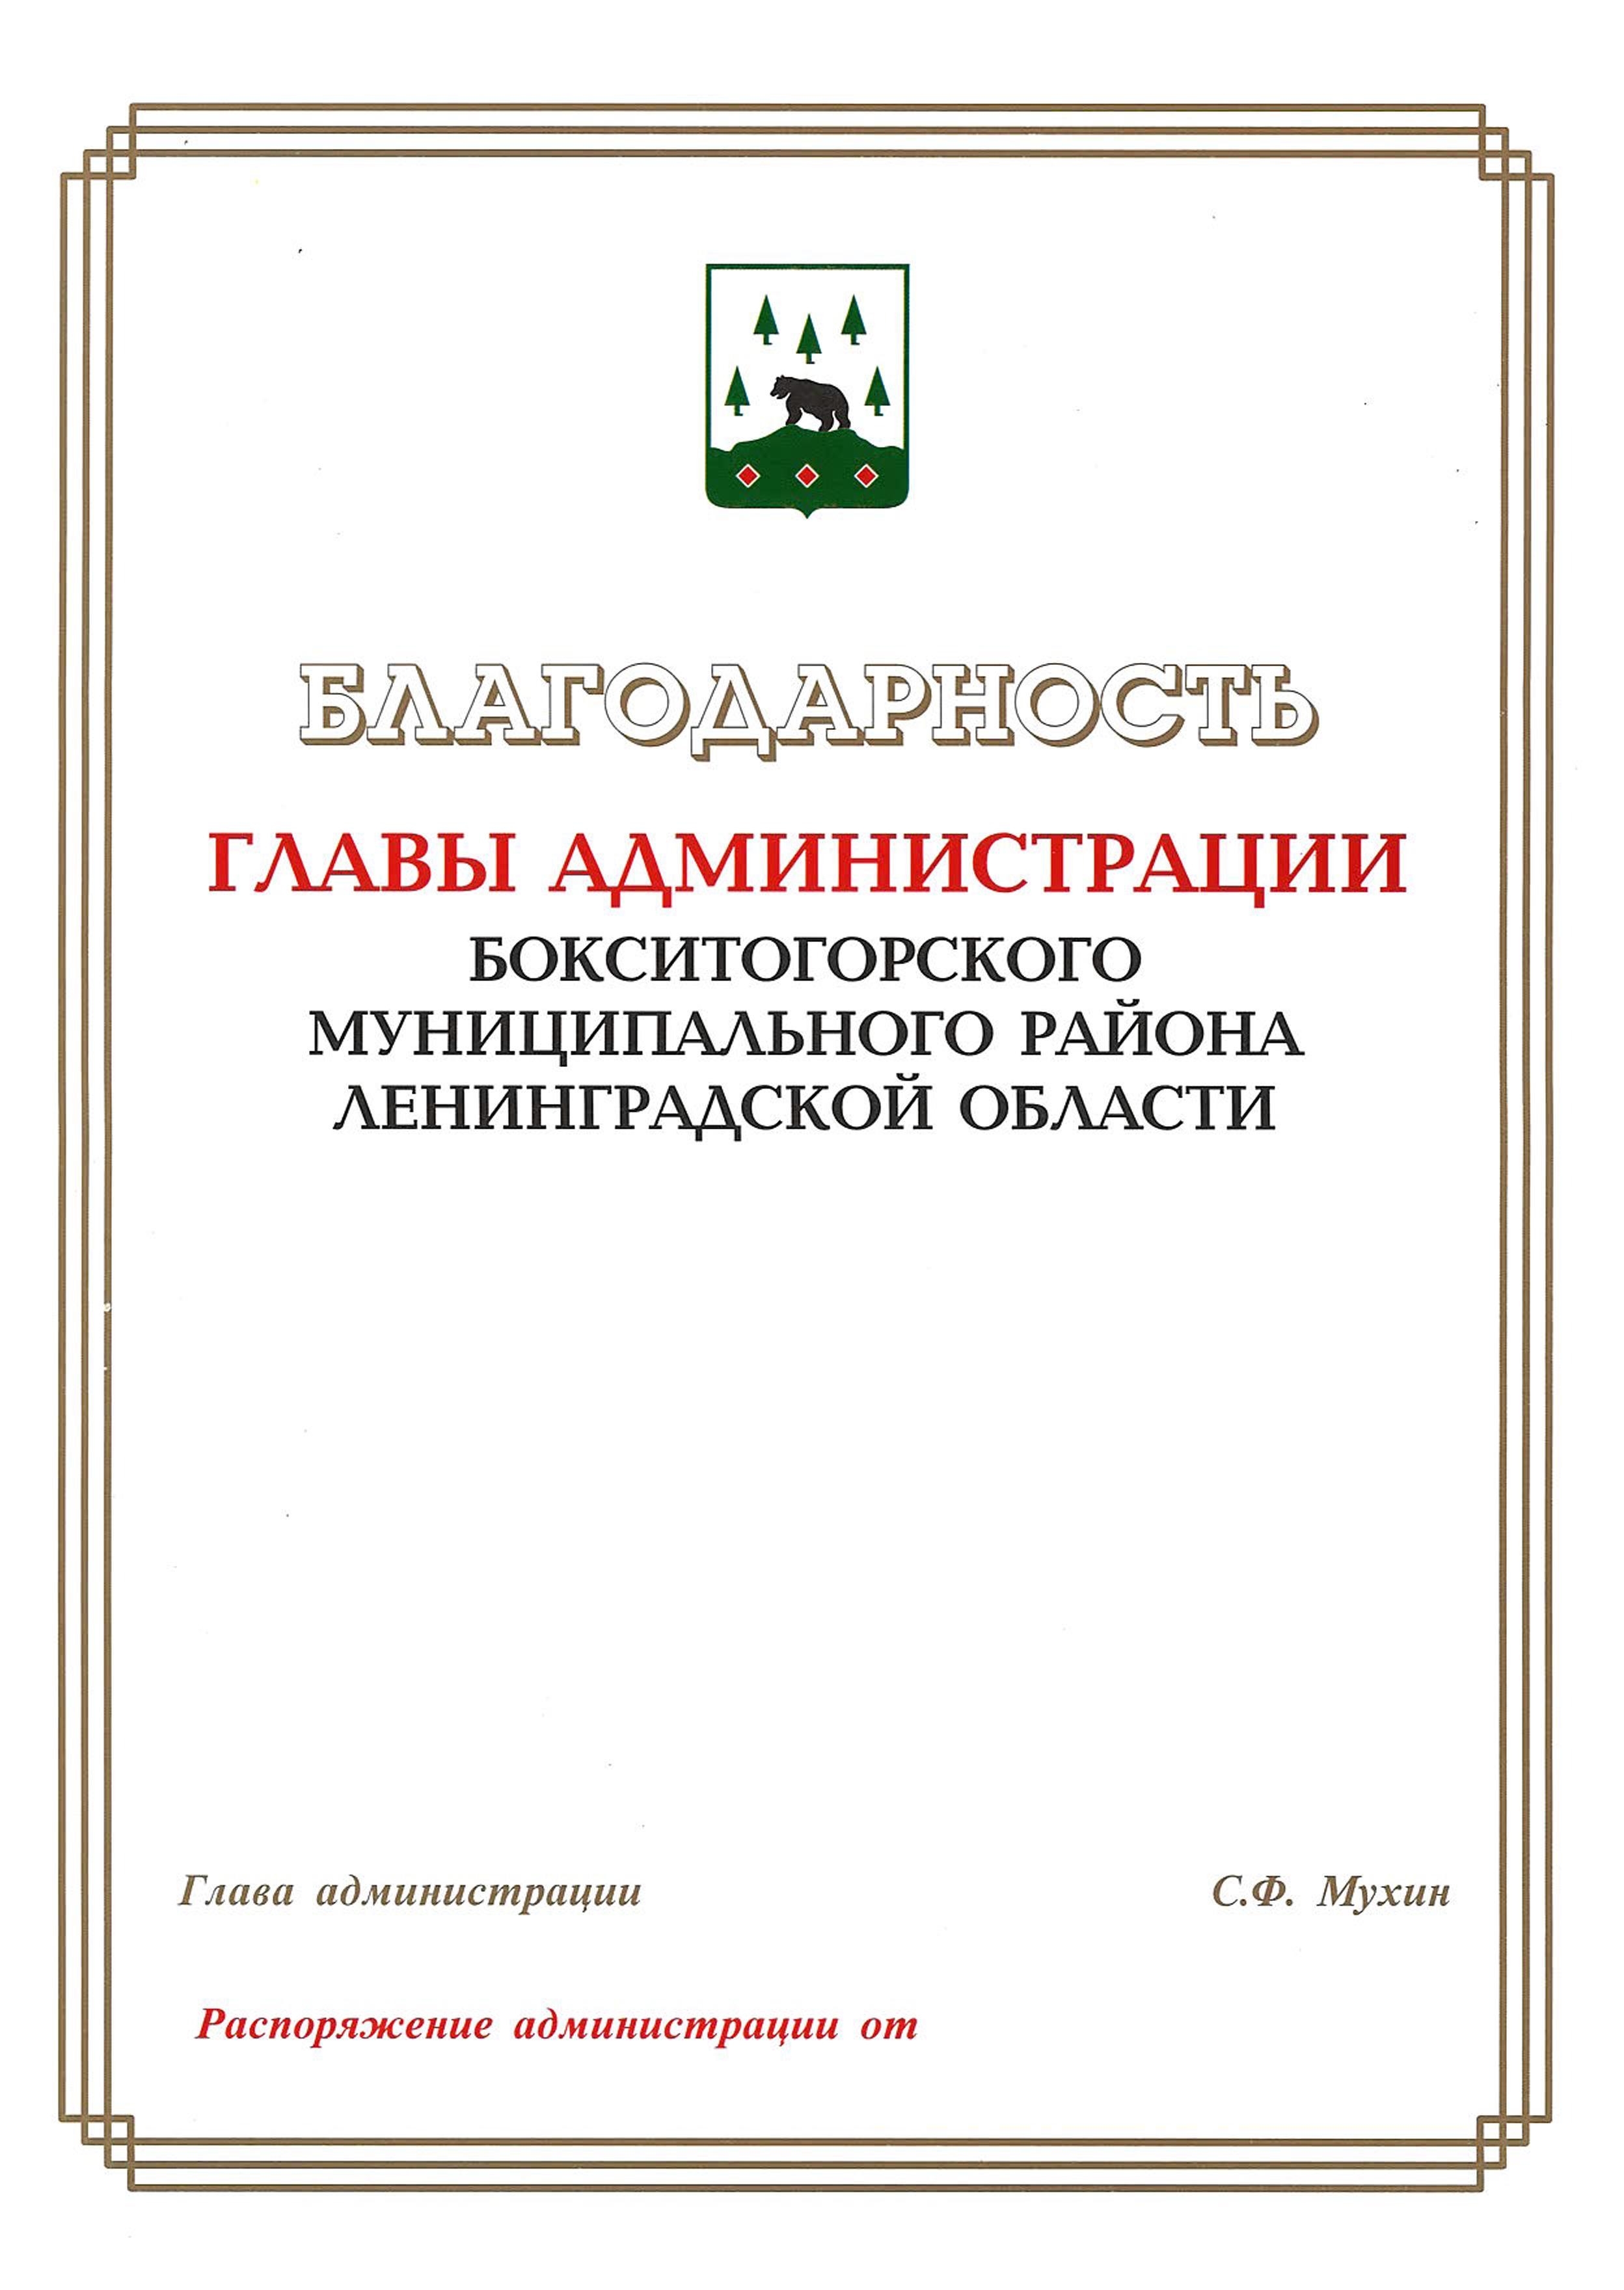 БЛАГОДАРНОСТЬ
ГЛАВЫ АДМИНИСТРАЦИИ
БОКСИТОГОРСКОГО
МУНИЦИПАЛЬНОГО РАЙОНА
ЛЕНИНГРАДСКОЙ ОБЛАСТИ
Глава администрации С.Ф. Мухин
Распоряжение администрации от